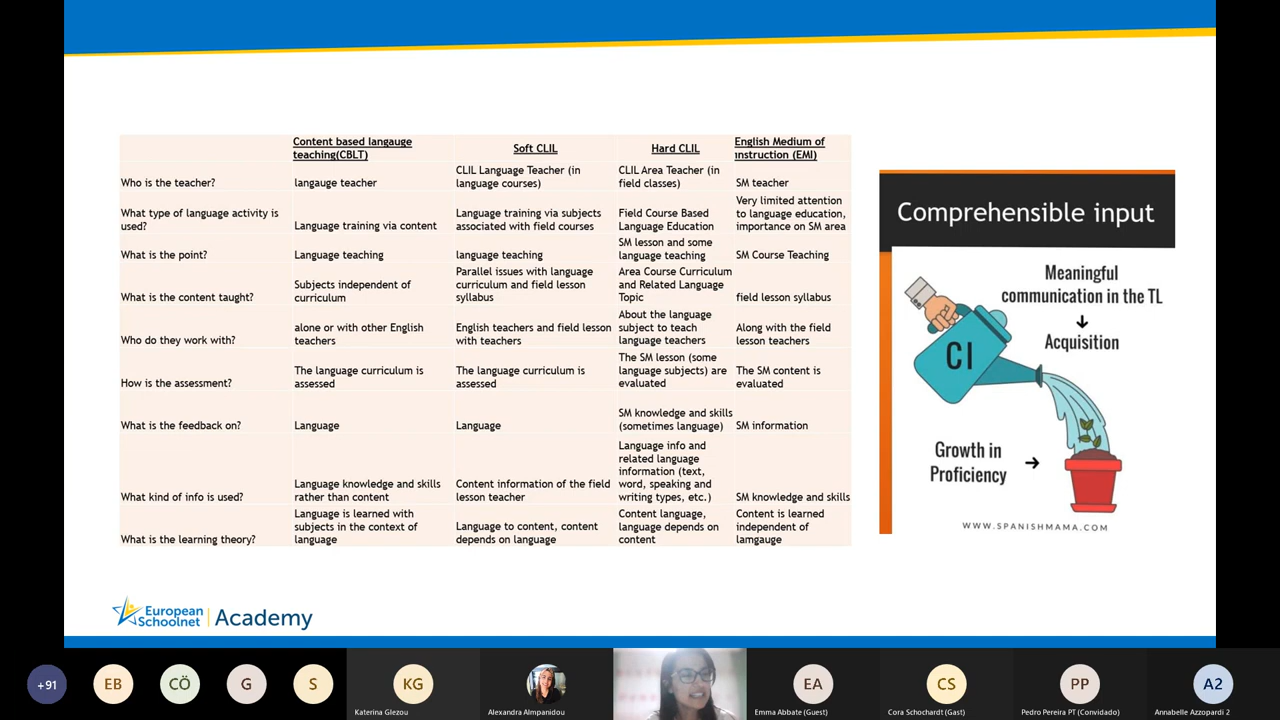 Content based langauge
teaching(CBLT)
Soft CLIL
Hard CLIL
English Medium of
instruction (EMI)
Who is the teacher?
langauge teacher
CLIL Language Teacher (in
language courses)
CLIL Area Teacher (in
field classes)
SM teacher
What type of language activity is
used?
Language training via content
Language training via subjects
associated with field courses
Field Course Based
Language Education
Very limited attention
to language education,
importance on SM area
What is the point?
Language teaching
language teaching
SM lesson and some
language teaching
SM Course Teaching
What is the content taught?
Subjects independent of
curriculum
Parallel issues with language
curriculum and field lesson
syllabus
Area Course Curriculum
and Related Language
Topic
field lesson syllabus
Who do they work with?
alone or with other English
teachers
English teachers and field lesson
with teachers
About the language
subject to teach
language teachers
Along with the field
lesson teachers
How is the assessment?
The language curriculum is
assessed
The language curriculum is
assessed
The SM lesson (some
language subjects) are
evaluated
The SM content is
evaluated
What is the feedback on?
Language
Language
SM knowledge and skills
(sometimes language)
SM information
What kind of info is used?
Language knowledge and skills
rather than content
Content information of the field
lesson teacher
Language info and
related language
information (text,
word, speaking and
writing types, etc.)
SM knowledge and skills
What is the learning theory?
Language is learned with
subjects in the context of
language
Language to content, content
depends on language
Content language,
language depends on
content
Content is learned
independent of
lamgauge
Comprehensible input
Meaningful
communication in the TL
↓
Acquisition
CI
Growth in
Proficiency
→
WWW.SPANISHMAMA.COM
European
Schoolnet
Academy
+91
EB
CÖ
G
S
KG
EA
CS
PP
A2
Katerina Glezou
Alexandra Almpanidou
Emma Abbate (Guest)
Cora Schochardt (Gast)
Pedro Pereira PT (Convidado)
Annabelle Azzopardi 2